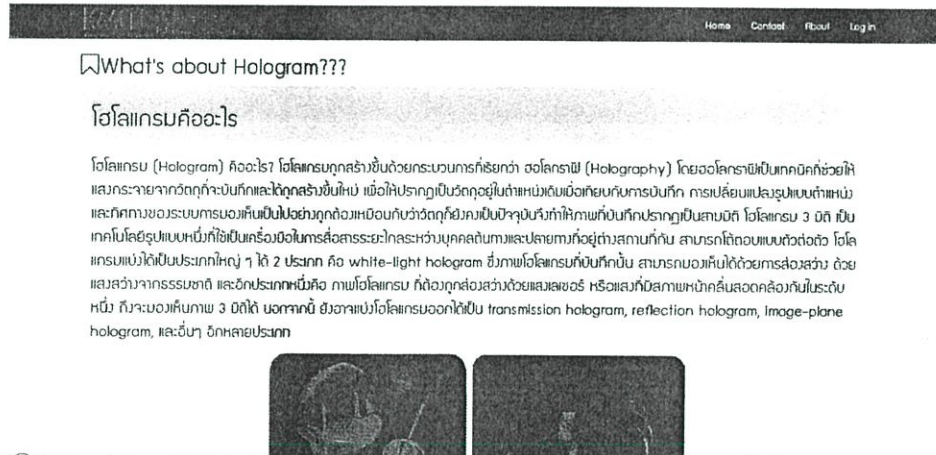 Home Contact About Log in
What's about Hologram???
โฮโลแกรมคืออะไร
โฮโลแกรม (Hologram) คืออะไร? โฮโลแกรมถูกสร้างขึ้นด้วยกระบวนการที่เรียกว่า ฮอโลกราฟี (Holography) โดยฮอโลกราฟีเป็นเทคนิคที่ช่วยให้
แสงกระจายจากวัตถุที่จะบันทึกและได้ถูกสร้างขึ้นใหม่ เพื่อให้ปรากฏเป็นวัตถุอยู่ในตำแหน่งเดิมเมื่อเทียบกับการบันทึก การเปลี่ยนแปลงรูปแบบตำแหน่ง
และทิศทางของระบบการมองเห็นเป็นไปอย่างถูกต้องเหมือนกับว่าวัตถุก็ยังคงเป็นปัจจุบันจึงทำให้ภาพที่บันทึกปรากฏเป็นสามมิติ โฮโลแกรม 3 มิติ เป็น
เทคโนโลยีรูปแบบหนึ่งที่ใช้เป็นเครื่องมือในการสื่อสารระยะไกลระหว่างบุคคลต้นทางและปลายทางที่อยู่ต่างสถานที่กัน สามารถโต้ตอบแบบตัวต่อตัว โฮโล
แกรมแบ่งได้เป็นประเภทใหญ่ ๆ ได้ 2 ประเภท คือ white-light hologram ซึ่งภาพโฮโลแกรมที่บันทึกนั้น สามารถมองเห็นได้ด้วยการส่องสว่าง ด้วย
แสงสว่างจากธรรมชาติ และอีกประเภทหนึ่งคือ ภาพโฮโลแกรม ที่ต้องถูกส่องสว่างด้วยแสงเลเซอร์ หรือแสงที่มีสภาพหน้าคลื่นสอดคล้องกันในระดับ
หนึ่ง ถึงจะมองเห็นภาพ 3 มิติได้ นอกจากนี้ ยังอาจแบ่งโฮโลแกรมออกได้เป็น transmission hologram, reflection hologram, image-plane
hologram, และอื่นๆ อีกหลายประเภท